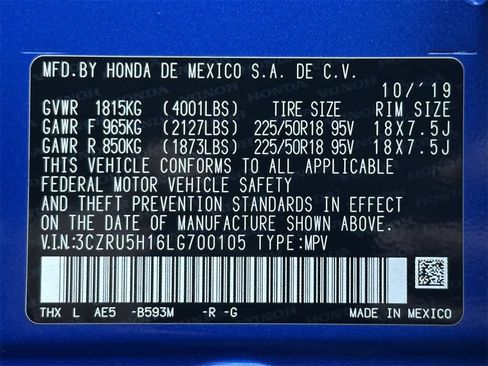 MFD.BY HONDA DE MEXICO S.A. DE C.V.
10/'19
GVWR 1815KG (4001LBS) TIRE SIZE RIM SIZE
GAWR F 965KG (2127LBS) 225/50R18 95V 18X7.5J
GAWR R 850KG (1873LBS) 225/50R18 95V 18X7.5J
THIS VEHICLE CONFORMS TO ALL APPLICABLE
FEDERAL MOTOR VEHICLE SAFETY
AND THEFT PREVENTION STANDARDS IN EFFECT
ON THE DATE OF MANUFACTURE SHOWN ABOVE.
V.I.N:3CZRU5H16LG700105 TYPE:MPV
THX L AE5 -B593M -R -G MADE IN MEXICO